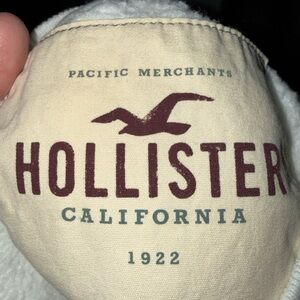 PACIFIC MERCHANTS
HOLLISTER
CALIFORNIA
1922